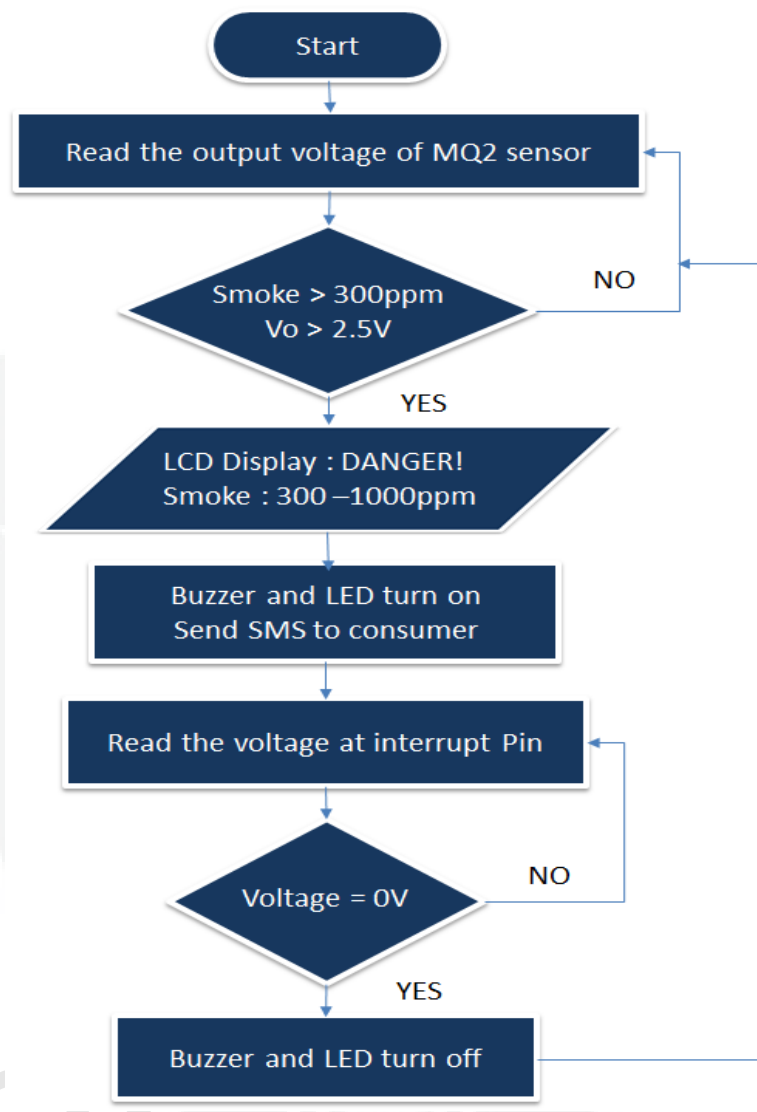 Start
Read the output voltage of MQ2 sensor
Smoke > 300ppm
Vo > 2.5V
NO
YES
LCD Display : DANGER!
Smoke : 300 –1000ppm
Buzzer and LED turn on
Send SMS to consumer
Read the voltage at interrupt Pin
Voltage = 0V
NO
YES
Buzzer and LED turn off